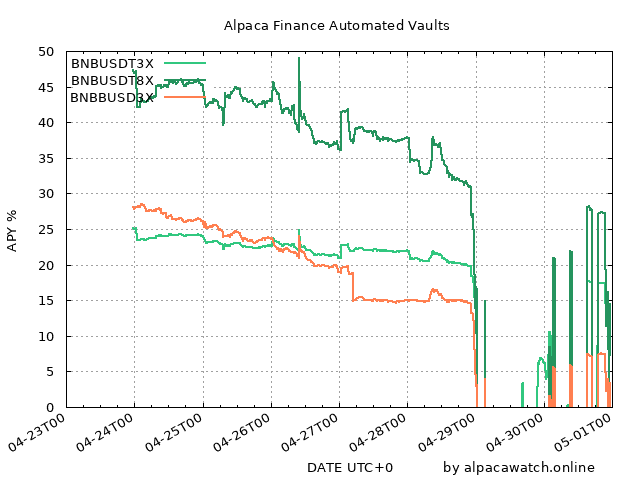 Alpaca Finance Automated Vaults
BNBUSDT3X
BNBUSDT8X
BNBBUSD3X
APY %
50
45
40
35
30
25
20
15
10
5
0
04-23T00
04-24T00
04-25T00
04-26T00
04-27T00
04-28T00
04-29T00
04-30T00
05-01T00
DATE UTC+0
by alpacawatch.online